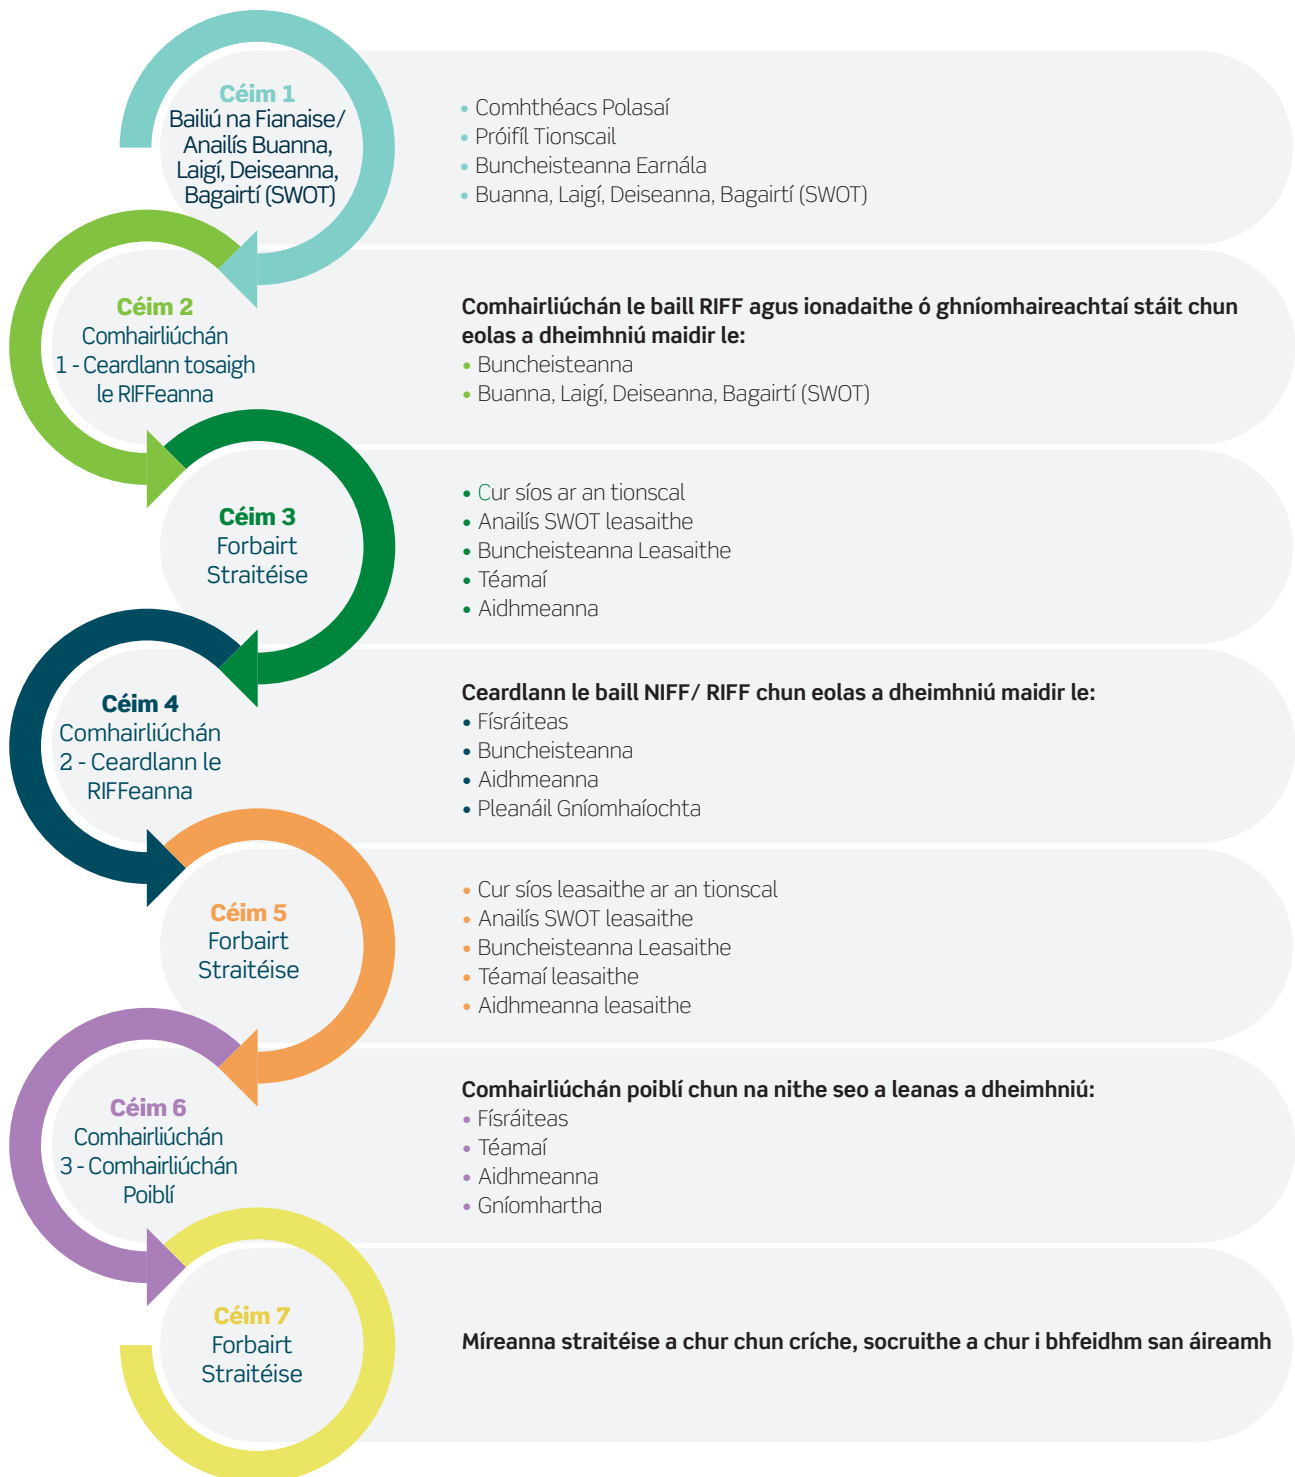 Céim 1
Bailiú na Fianaise/
Anailís Buanna,
Laigí, Deiseanna,
Bagairtí (SWOT)
• Comhthéacs Polasaí
• Próifíl Tionscail
• Buncheisteanna Earnála
• Buanna, Laigí, Deiseanna, Bagairtí (SWOT)
Céim 2
Comhairliúchán
1 - Ceardlann tosaigh
le RIFFeanna
Comhairliúchán le baill RIFF agus ionadaithe ó ghníomhaireachtaí stáit chun
eolas a dheimhniú maidir le:
• Buncheisteanna
• Buanna, Laigí, Deiseanna, Bagairtí (SWOT)
Céim 3
Forbairt
Straitéise
• Cur síos ar an tionscal
• Anailís SWOT leasaithe
• Buncheisteanna Leasaithe
• Téamaí
• Aidhmeanna
Céim 4
Comhairliúchán
2 - Ceardlann le
RIFFeanna
Ceardlann le baill NIFF/ RIFF chun eolas a dheimhniú maidir le:
• Físráiteas
• Buncheisteanna
• Aidhmeanna
• Pleanáil Gníomhaíochta
Céim 5
Forbairt
Straitéise
• Cur síos leasaithe ar an tionscal
• Anailís SWOT leasaithe
• Buncheisteanna Leasaithe
• Téamaí leasaithe
• Aidhmeanna leasaithe
Céim 6
Comhairliúchán
3 - Comhairliúchán
Poiblí
Comhairliúchán poiblí chun na nithe seo a leanas a dheimhniú:
• Físráiteas
• Téamaí
• Aidhmeanna
• Gníomhartha
Céim 7
Forbairt
Straitéise
Míreanna straitéise a chur chun críche, socruithe a chur i bhfeidhm san áireamh